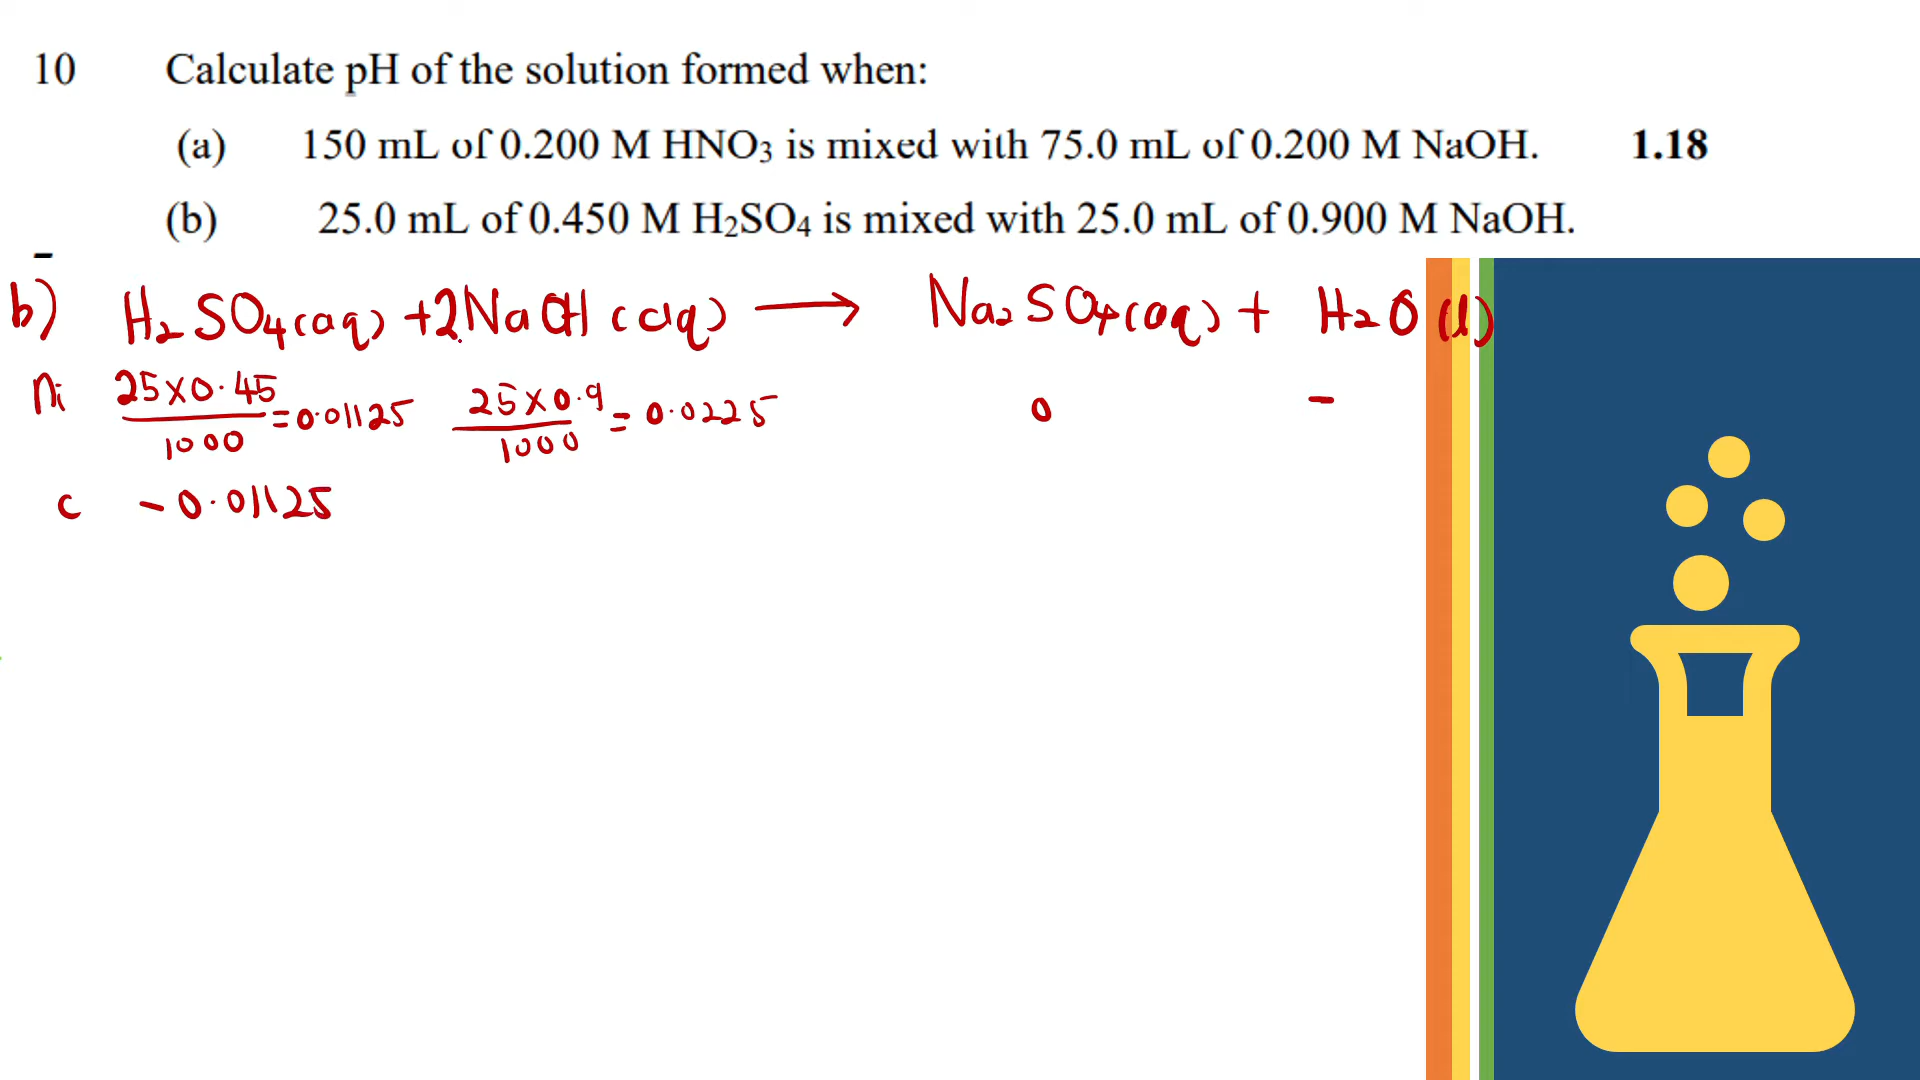 10 Calculate pH of the solution formed when:
(a) 150 mL of 0.200 M HNO₃ is mixed with 75.0 mL of 0.200 M NaOH. 1.18
(b) 25.0 mL of 0.450 M H₂SO₄ is mixed with 25.0 mL of 0.900 M NaOH.
b) H₂SO₄(aq) + 2NaOH(aq) ⟶ Na₂SO₄(aq) + H₂O(l)
ni 25×0.45/1000 = 0.01125 25×0.9/1000 = 0.0225 0 -
c - 0.01125